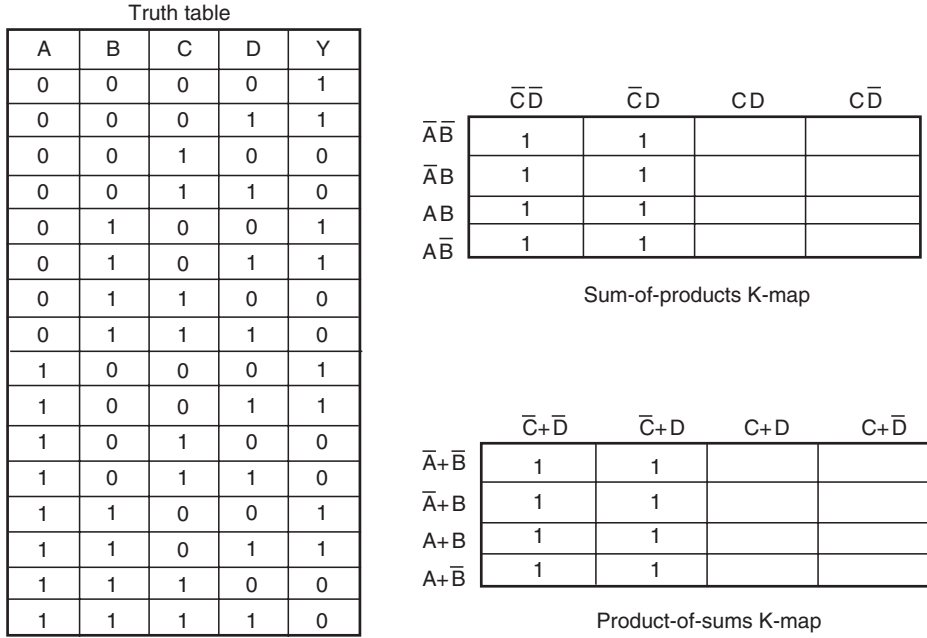 Truth table
A B C D Y
0 0 0 0 1
0 0 0 1 1
0 0 1 0 0
0 0 1 1 0
0 1 0 0 1
0 1 0 1 1
0 1 1 0 0
0 1 1 1 0
1 0 0 0 1
1 0 0 1 1
1 0 1 0 0
1 0 1 1 0
1 1 0 0 1
1 1 0 1 1
1 1 1 0 0
1 1 1 1 0
C̅D̅ C̅D CD CD̅
A̅B̅ 1 1
A̅B 1 1
AB 1 1
AB̅ 1 1
Sum-of-products K-map
C̅+D̅ C̅+D C+D C+D̅
A̅+B̅ 1 1
A̅+B 1 1
A+B 1 1
A+B̅ 1 1
Product-of-sums K-map